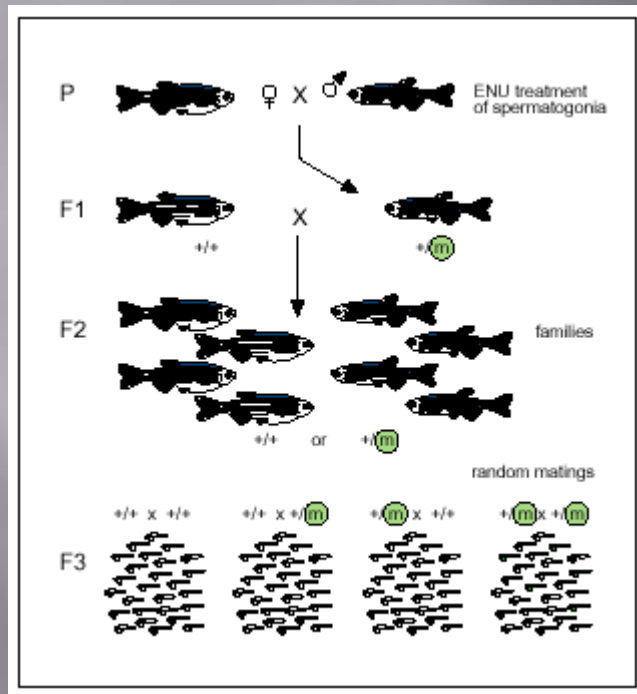 P ♀ X ♂ ENU treatment
of spermatogonia
F1 X
+/+ +/m
F2 families
+/+ or +/m
random matings
+/+ x +/+ +/+ x +/m +/m x +/+ +/m x +/m
F3